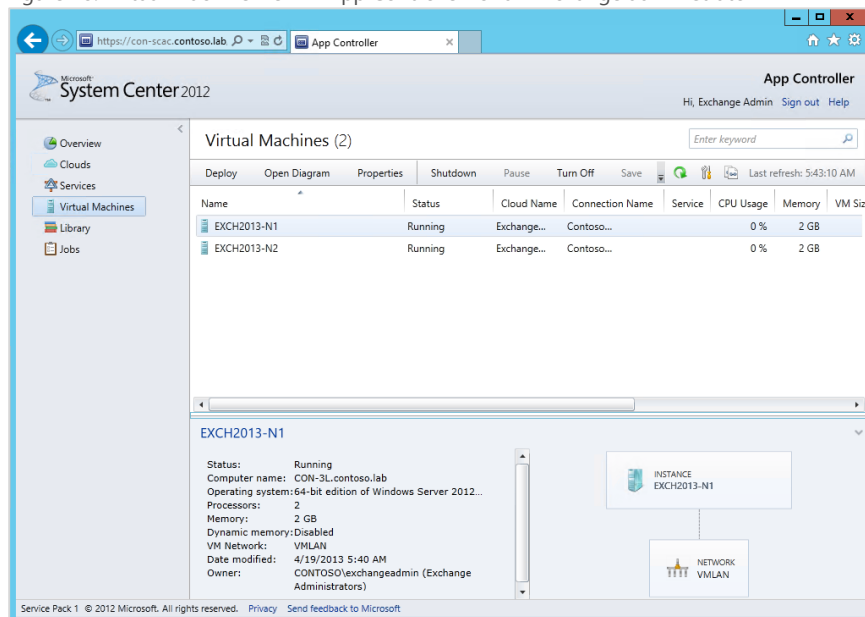 https://con-scac.contoso.lab
App Controller
Microsoft
System Center 2012
App Controller
Hi, Exchange Admin Sign out Help
Overview
Clouds
Services
Virtual Machines
Library
Jobs
Virtual Machines (2)
Enter keyword
Deploy Open Diagram Properties Shutdown Pause Turn Off Save Last refresh: 5:43:10 AM
Name Status Cloud Name Connection Name Service CPU Usage Memory VM Siz
EXCH2013-N1 Running Exchange... Contoso... 0 % 2 GB
EXCH2013-N2 Running Exchange... Contoso... 0 % 2 GB
EXCH2013-N1
Status: Running
Computer name: CON-3L.contoso.lab
Operating system: 64-bit edition of Windows Server 2012...
Processors: 2
Memory: 2 GB
Dynamic memory: Disabled
VM Network: VMLAN
Date modified: 4/19/2013 5:40 AM
Owner: CONTOSO\exchangeadmin (Exchange
Administrators)
INSTANCE
EXCH2013-N1
NETWORK
VMLAN
Service Pack 1 © 2012 Microsoft. All rights reserved. Privacy Send feedback to Microsoft